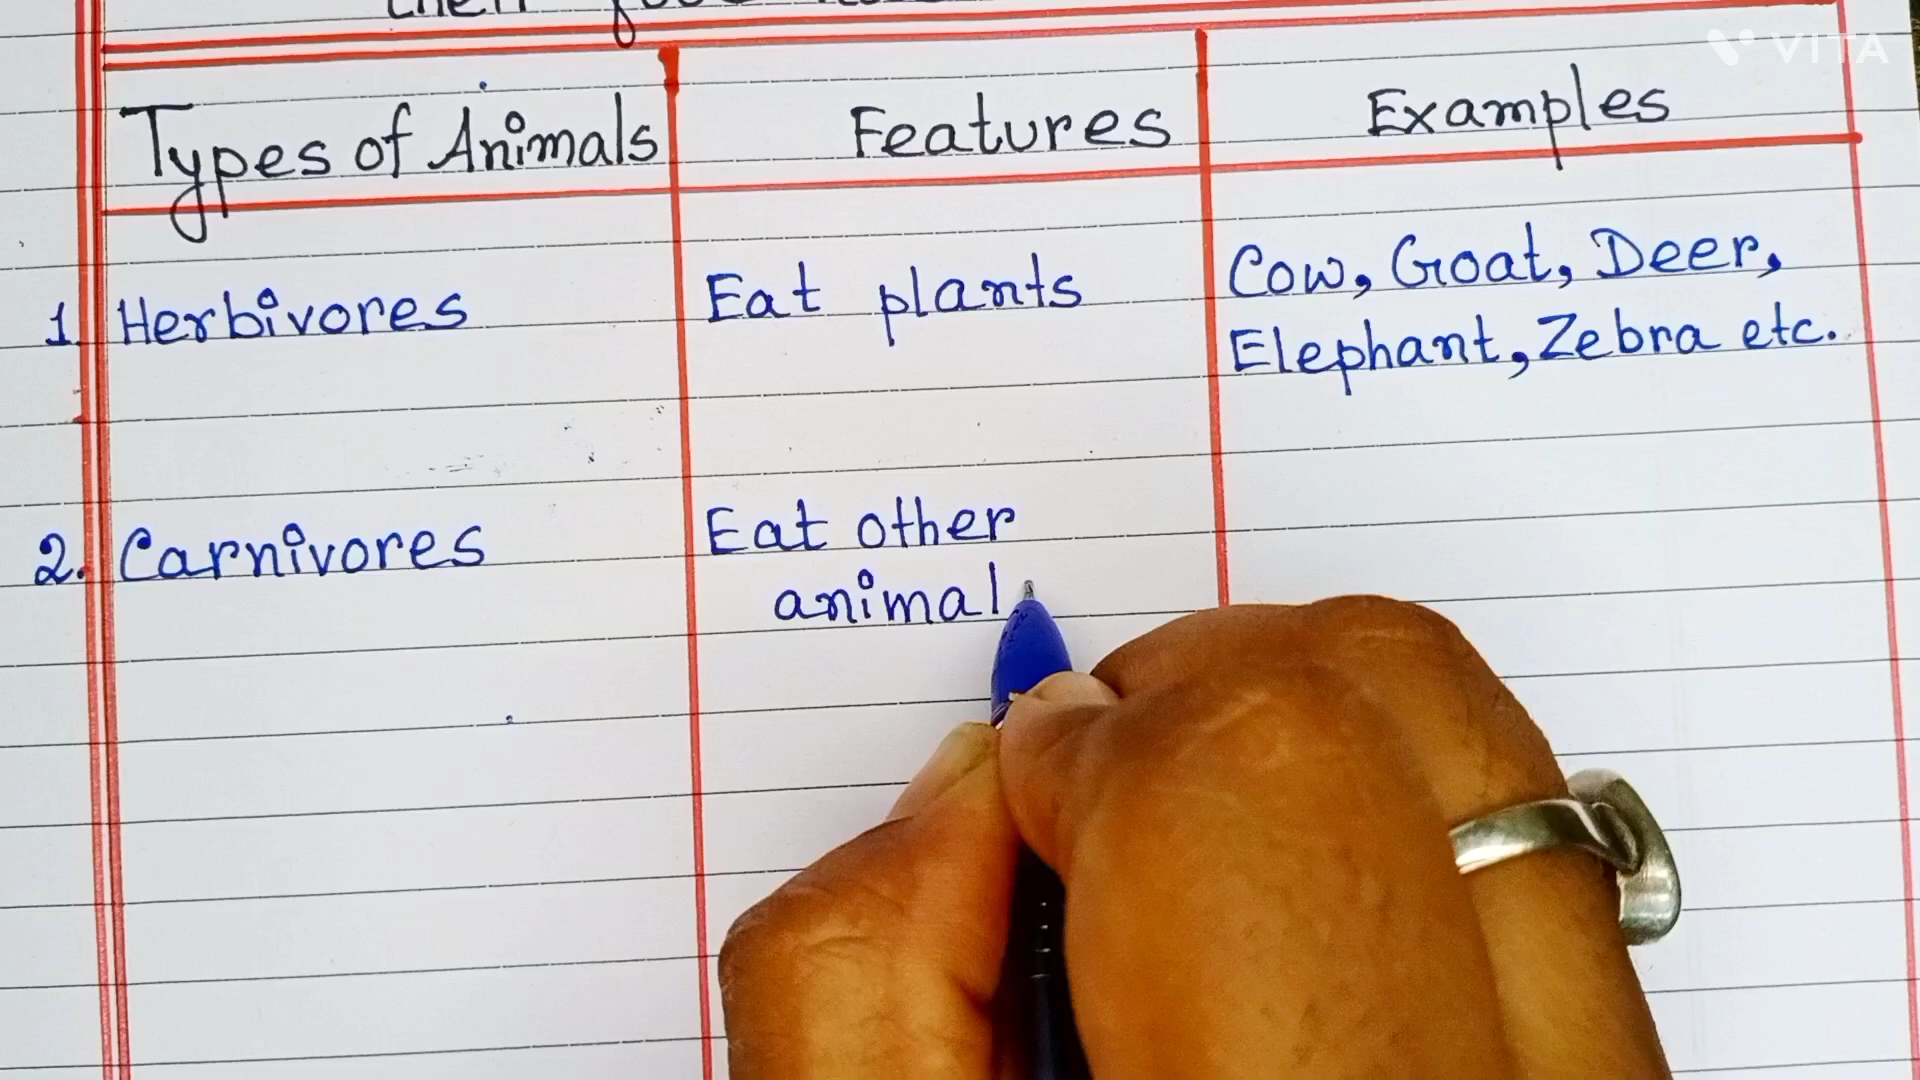 VITA
Types of Animals Features Examples
1. Herbivores Eat plants Cow, Goat, Deer,
Elephant, Zebra etc.
2. Carnivores Eat other
animal